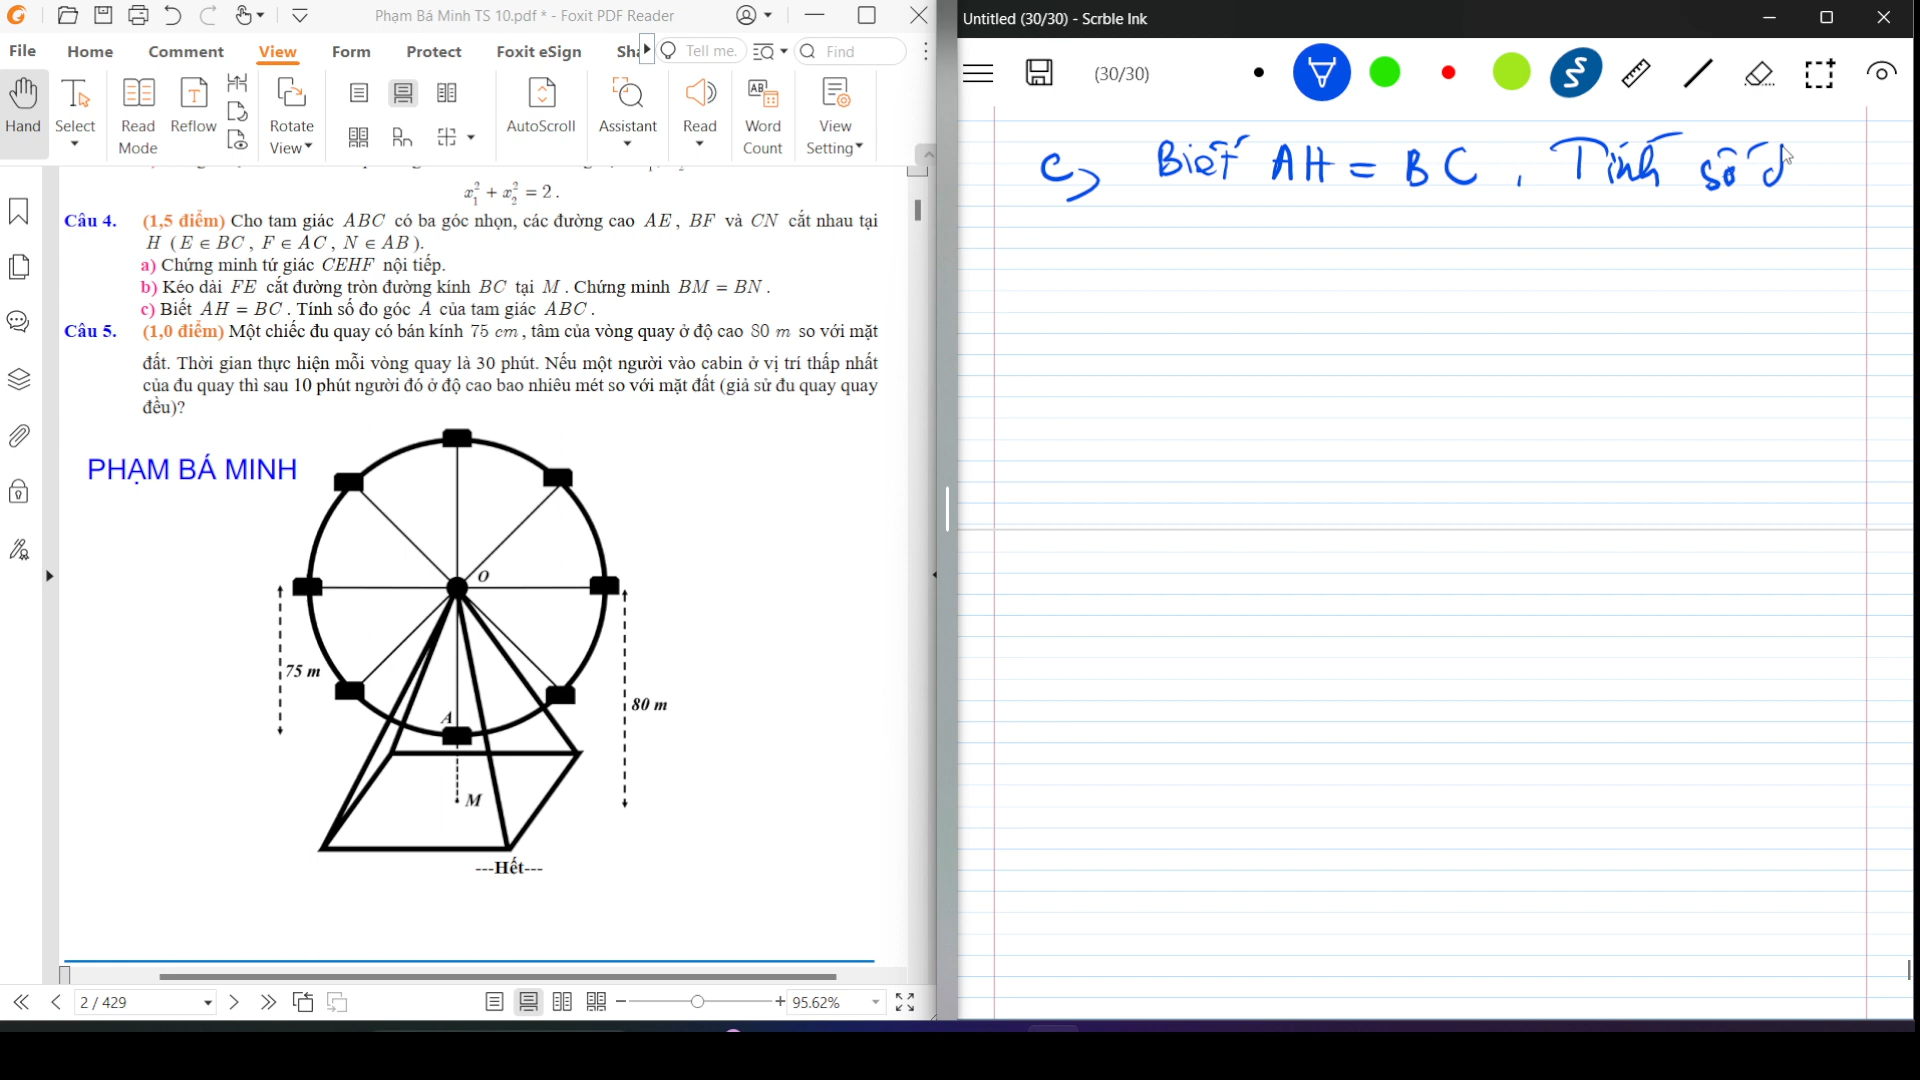 Phạm Bá Minh TS 10.pdf * - Foxit PDF Reader
File Home Comment View Form Protect Foxit eSign Tell me. Find
Hand Select Read Mode Reflow Rotate View AutoScroll Assistant Read Word Count View Setting
x₁² + x₂² = 2 .
Câu 4. (1,5 điểm) Cho tam giác ABC có ba góc nhọn, các đường cao AE , BF và CN cắt nhau tại
H ( E ∈ BC , F ∈ AC , N ∈ AB ).
a) Chứng minh tứ giác CEHF nội tiếp.
b) Kéo dài FE cắt đường tròn đường kính BC tại M . Chứng minh BM = BN .
c) Biết AH = BC . Tính số đo góc A của tam giác ABC .
Câu 5. (1,0 điểm) Một chiếc đu quay có bán kính 75 cm , tâm của vòng quay ở độ cao 80 m so với mặt
đất. Thời gian thực hiện mỗi vòng quay là 30 phút. Nếu một người vào cabin ở vị trí thấp nhất
của đu quay thì sau 10 phút người đó ở độ cao bao nhiêu mét so với mặt đất (giả sử đu quay quay
đều)?
PHẠM BÁ MINH
O
75 m
80 m
A
M
---Hết---
2 / 429
95.62%
Untitled (30/30) - Scrble Ink
(30/30)
c) Biết AH = BC , Tính số đ